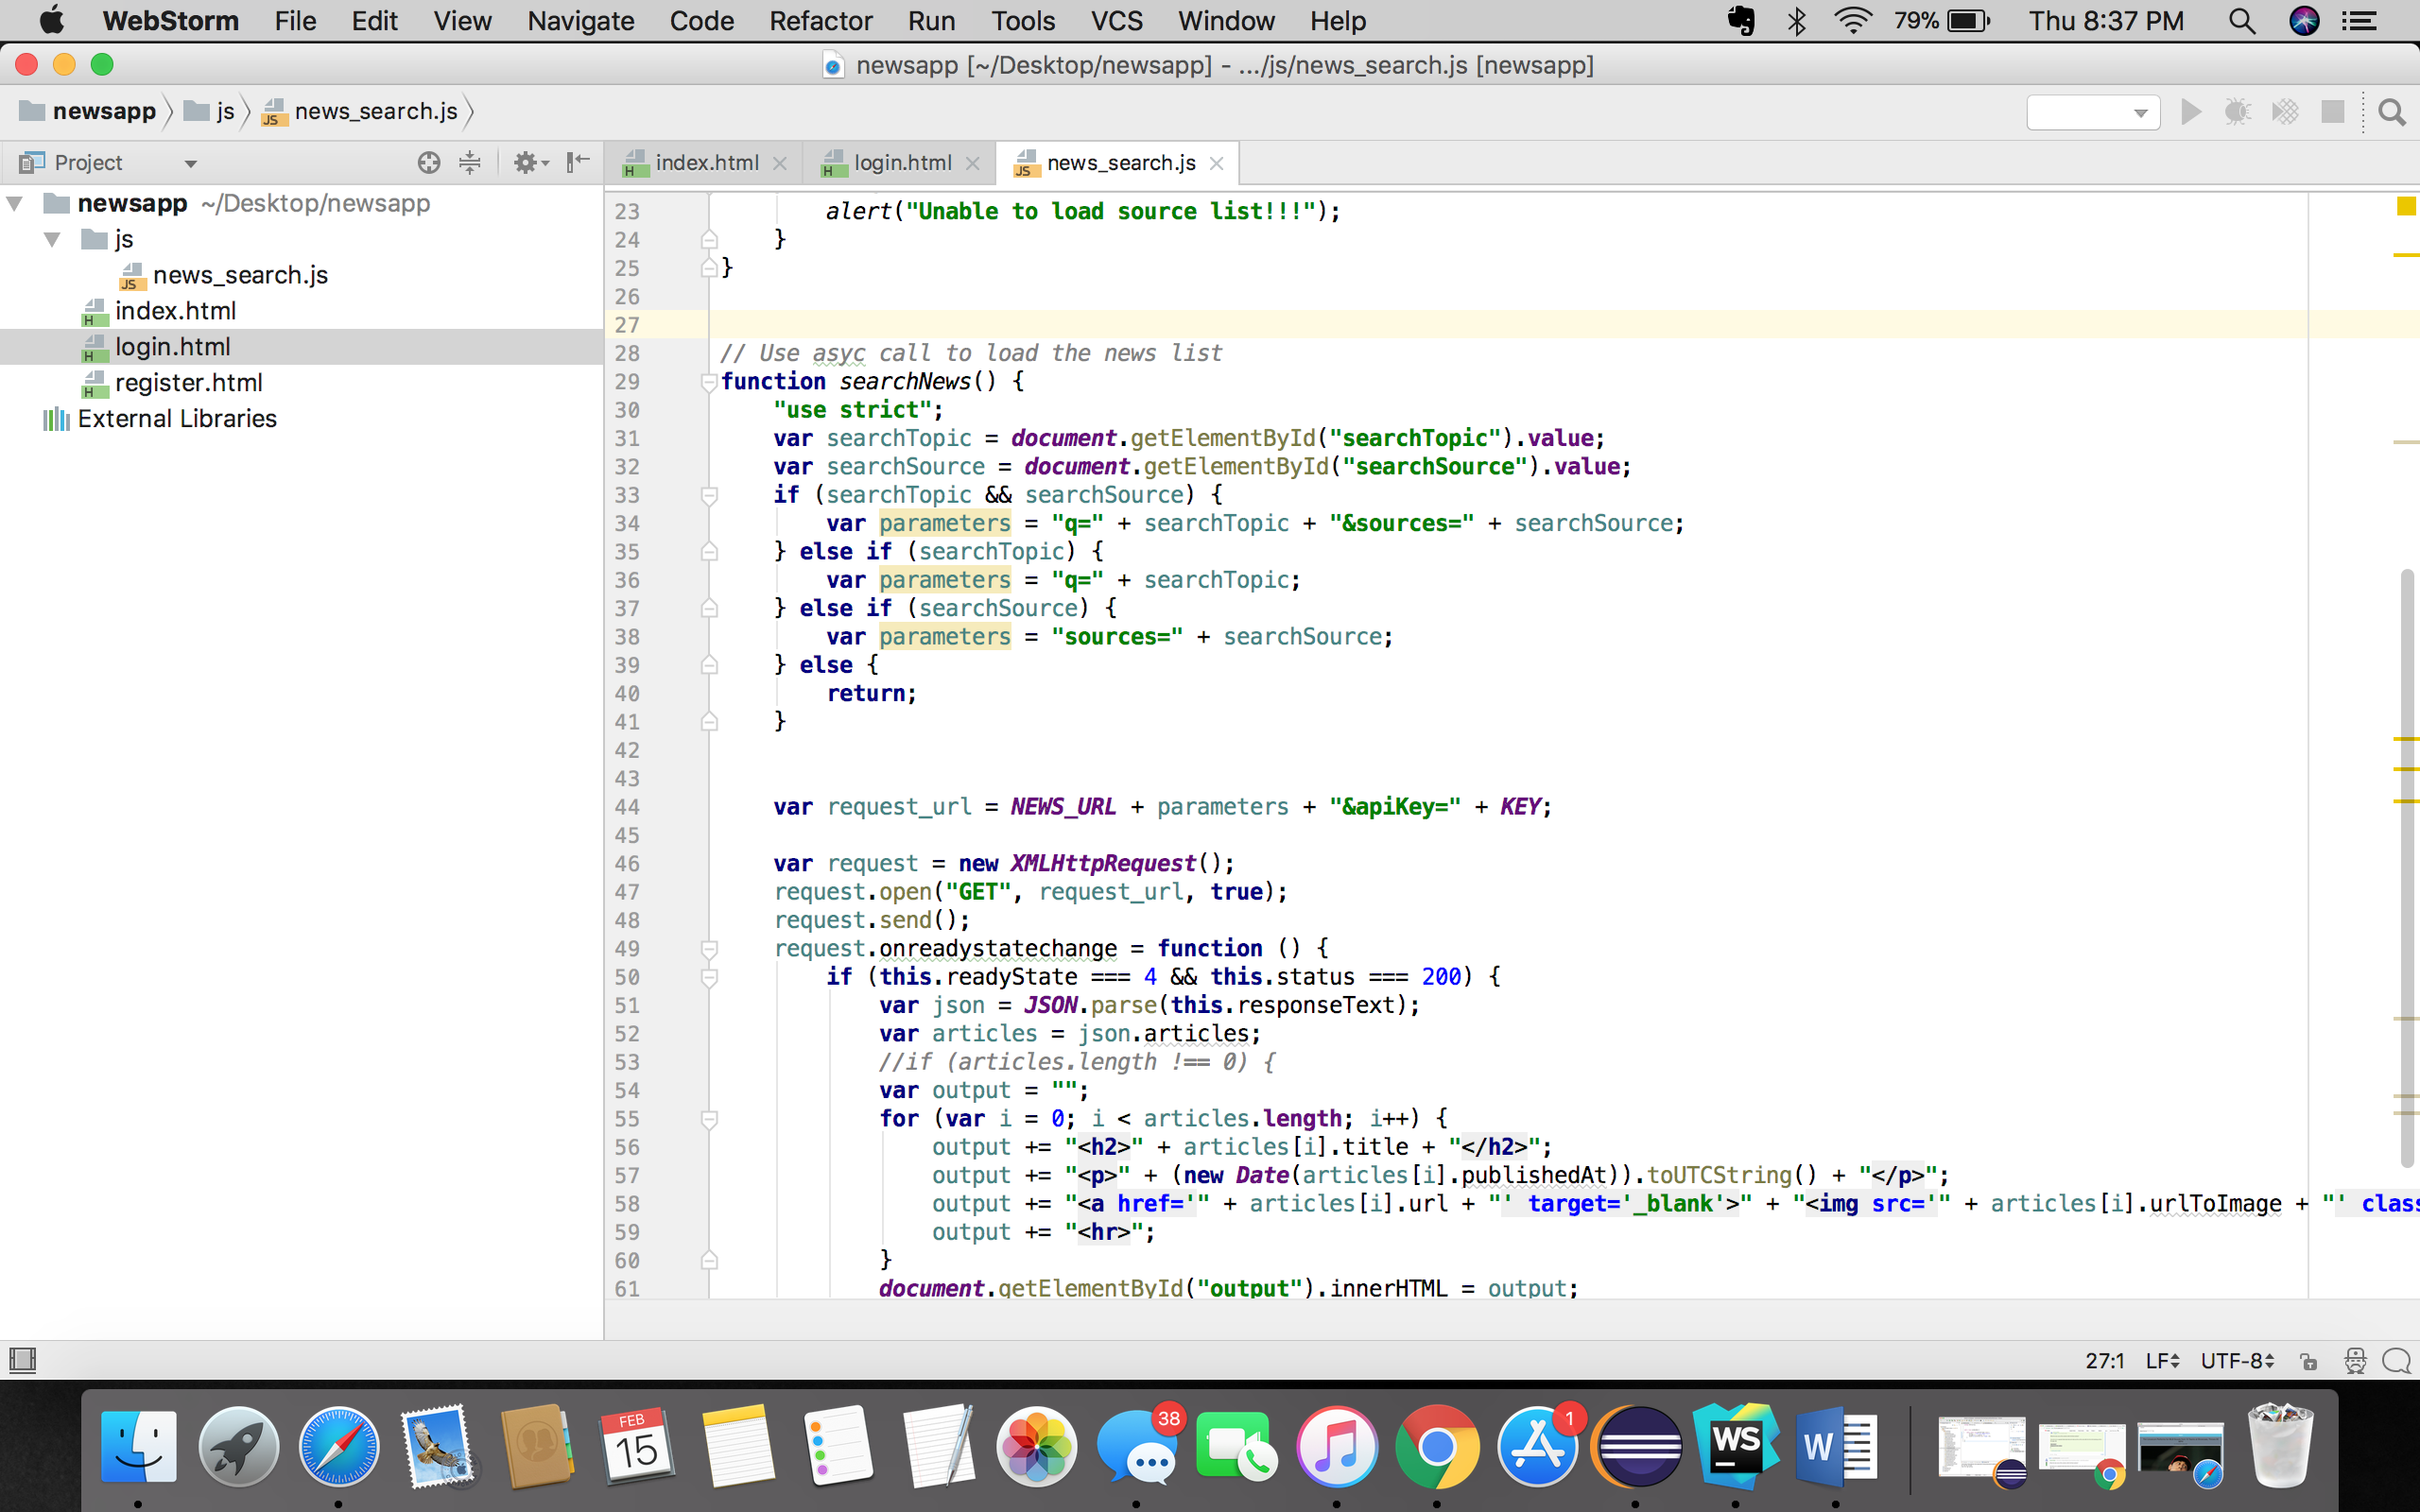 WebStorm File Edit View Navigate Code Refactor Run Tools VCS Window Help 79% Thu 8:37 PM
newsapp [~/Desktop/newsapp] - .../js/news_search.js [newsapp]
newsapp js news_search.js
Project
index.html login.html news_search.js
newsapp ~/Desktop/newsapp
js
news_search.js
index.html
login.html
register.html
External Libraries
23 alert("Unable to load source list!!!");
24 }
25 }
26
27
28 // Use asyc call to load the news list
29 function searchNews() {
30 "use strict";
31 var searchTopic = document.getElementById("searchTopic").value;
32 var searchSource = document.getElementById("searchSource").value;
33 if (searchTopic && searchSource) {
34 var parameters = "q=" + searchTopic + "&sources=" + searchSource;
35 } else if (searchTopic) {
36 var parameters = "q=" + searchTopic;
37 } else if (searchSource) {
38 var parameters = "sources=" + searchSource;
39 } else {
40 return;
41 }
42
43
44 var request_url = NEWS_URL + parameters + "&apiKey=" + KEY;
45
46 var request = new XMLHttpRequest();
47 request.open("GET", request_url, true);
48 request.send();
49 request.onreadystatechange = function () {
50 if (this.readyState === 4 && this.status === 200) {
51 var json = JSON.parse(this.responseText);
52 var articles = json.articles;
53 //if (articles.length !== 0) {
54 var output = "";
55 for (var i = 0; i < articles.length; i++) {
56 output += "<h2>" + articles[i].title + "</h2>";
57 output += "<p>" + (new Date(articles[i].publishedAt)).toUTCString() + "</p>";
58 output += "<a href='" + articles[i].url + "' target='_blank'>" + "<img src='" + articles[i].urlToImage + "' clas
59 output += "<hr>";
60 }
61 document.getElementById("output").innerHTML = output;
27:1 LF UTF-8
FEB
15
38
1
WS
W